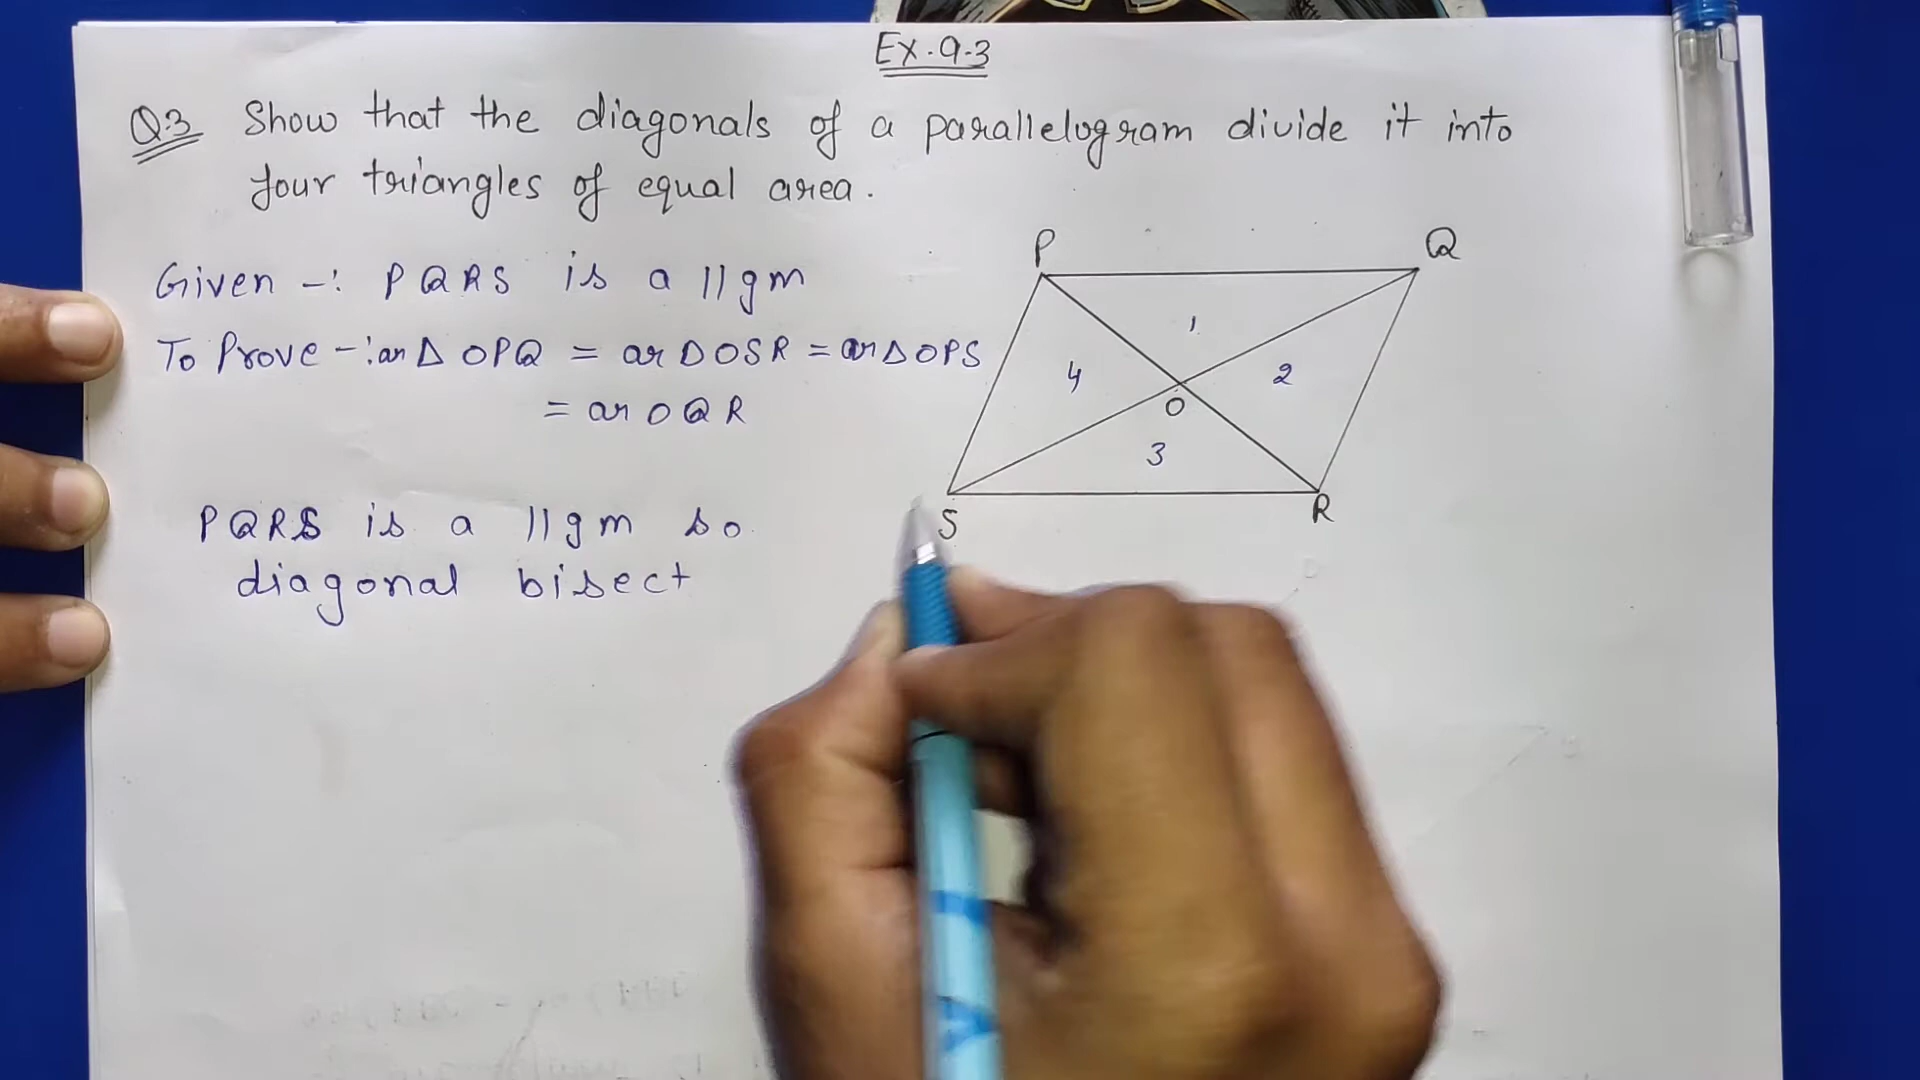 Ex.9.3
Q.3 Show that the diagonals of a parallelogram divide it into
four triangles of equal area.
Given -: PQRS is a ||gm
To Prove -: ar Δ OPQ = ar Δ OSR = ar Δ OPS
= ar OQR
PQRS is a ||gm so
diagonal bisect
P
Q
1
4
2
O
3
S
R